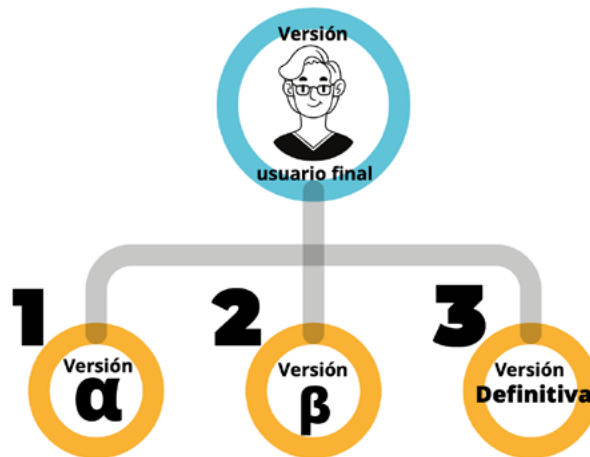 Versión
usuario final
1
Versión
α
2
Versión
β
3
Versión
Definitiva